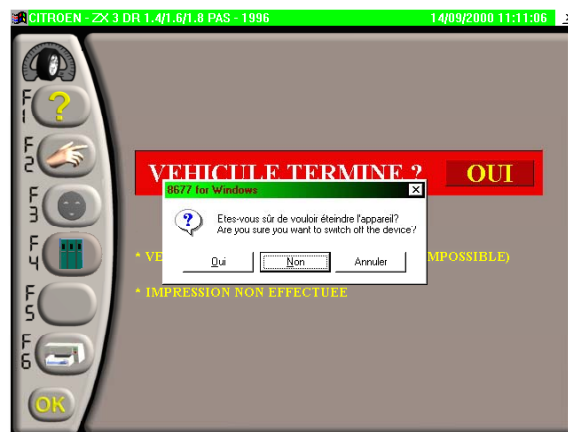 CITROEN - ZX 3 DR 1.4/1.6/1.8 PAS - 1996 14/09/2000 11:11:06
F1 ?
F2
F3
F4
F5
F6
OK
VEHICULE TERMINE ? OUI
8677 for Windows
Etes-vous sûr de vouloir éteindre l'appareil?
Are you sure you want to switch off the device?
Oui Non Annuler
* VE MPOSSIBLE)
* IMPRESSION NON EFFECTUEE